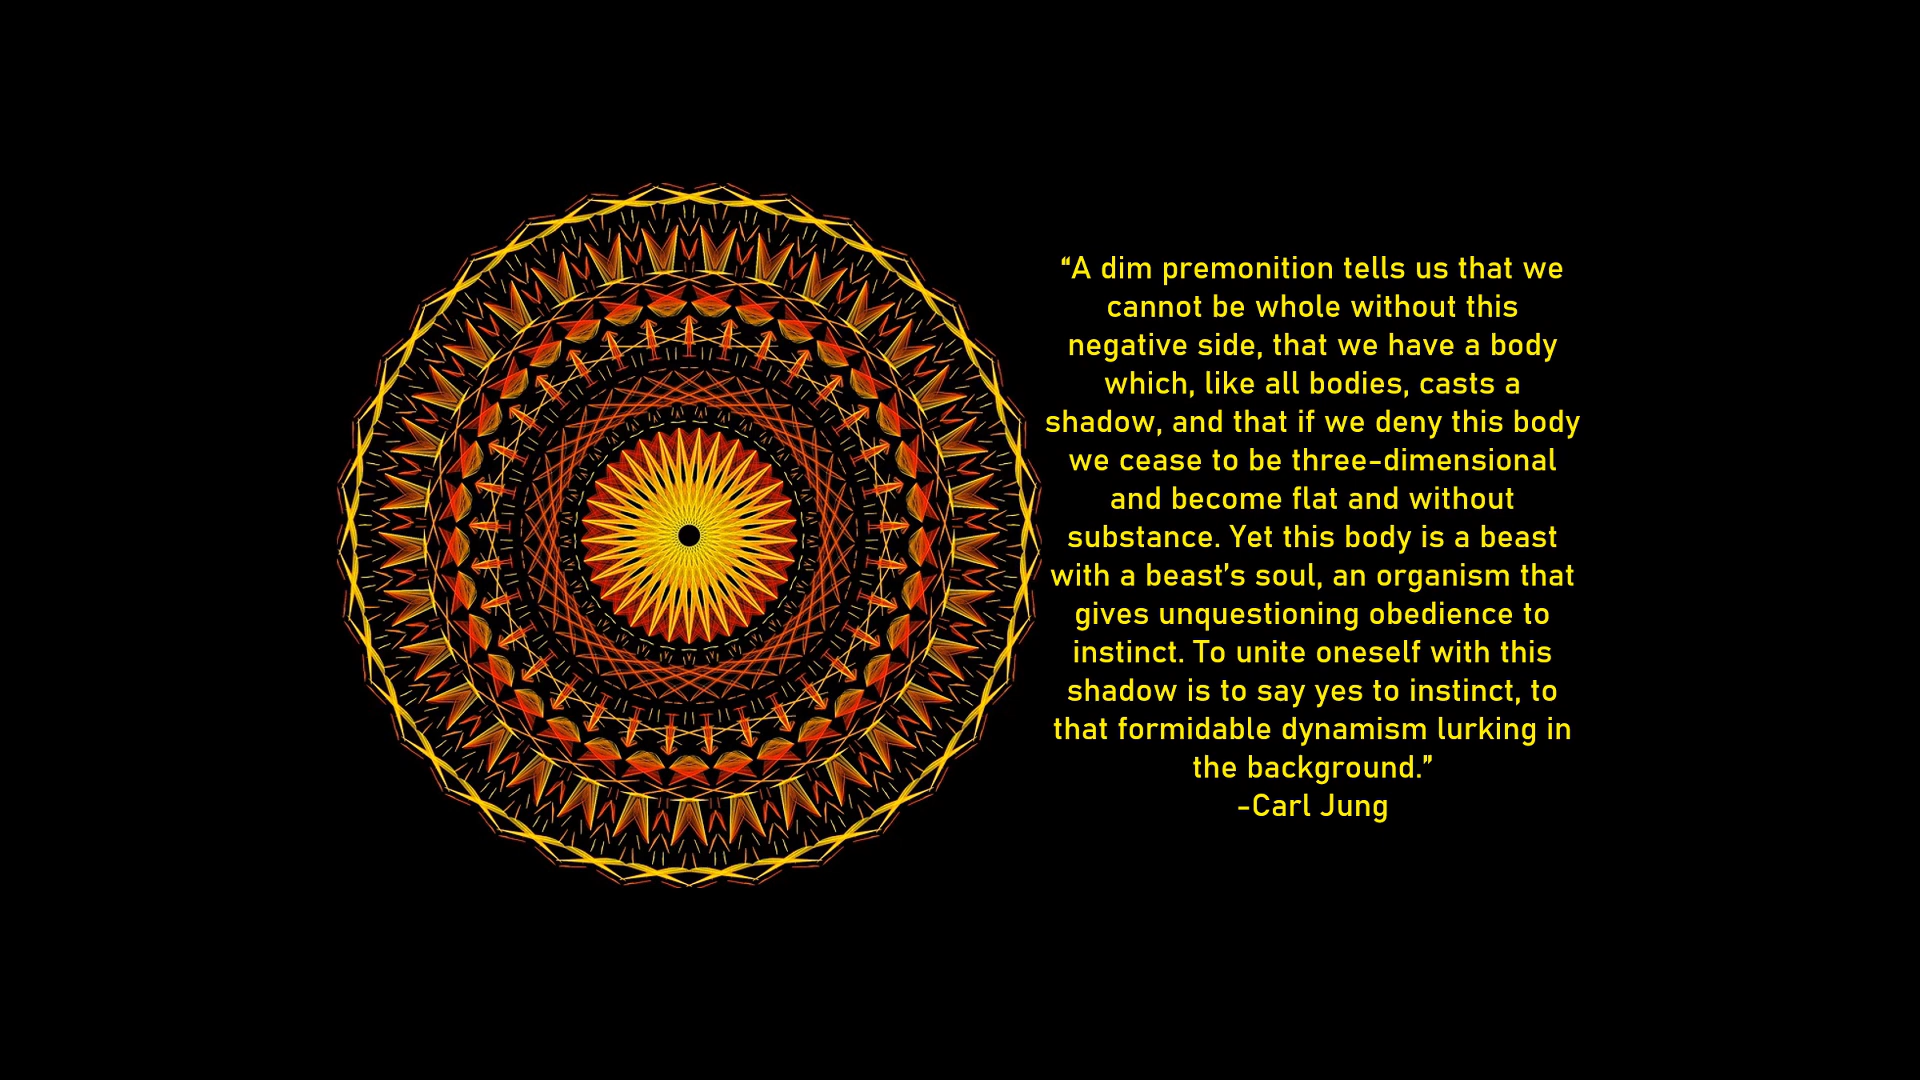 “A dim premonition tells us that we
cannot be whole without this
negative side, that we have a body
which, like all bodies, casts a
shadow, and that if we deny this body
we cease to be three-dimensional
and become flat and without
substance. Yet this body is a beast
with a beast’s soul, an organism that
gives unquestioning obedience to
instinct. To unite oneself with this
shadow is to say yes to instinct, to
that formidable dynamism lurking in
the background.”
-Carl Jung